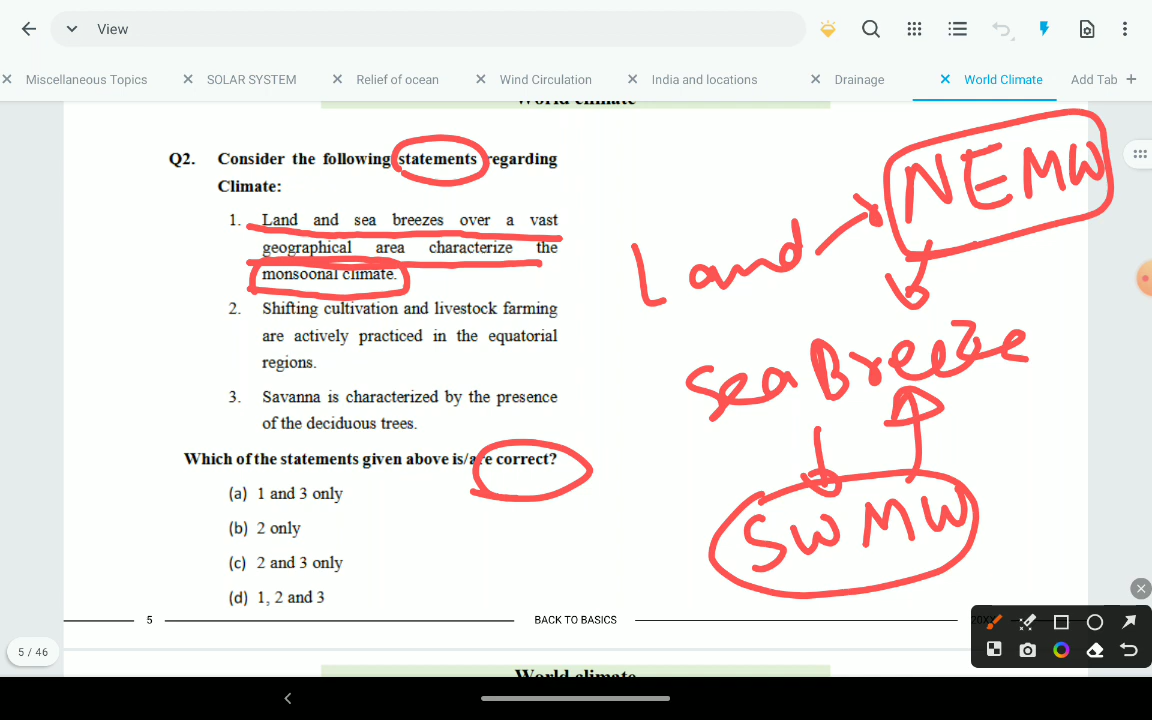 View
Miscellaneous Topics
SOLAR SYSTEM
Relief of ocean
Wind Circulation
India and locations
Drainage
World Climate
Add Tab +
World climate
Q2. Consider the following statements regarding
Climate:
1. Land and sea breezes over a vast
geographical area characterize the
monsoonal climate.
2. Shifting cultivation and livestock farming
are actively practiced in the equatorial
regions.
3. Savanna is characterized by the presence
of the deciduous trees.
Which of the statements given above is/are correct?
(a) 1 and 3 only
(b) 2 only
(c) 2 and 3 only
(d) 1, 2 and 3
NEMW
Land
Sea Breeze
SWMW
5 BACK TO BASICS
5 / 46
World climate